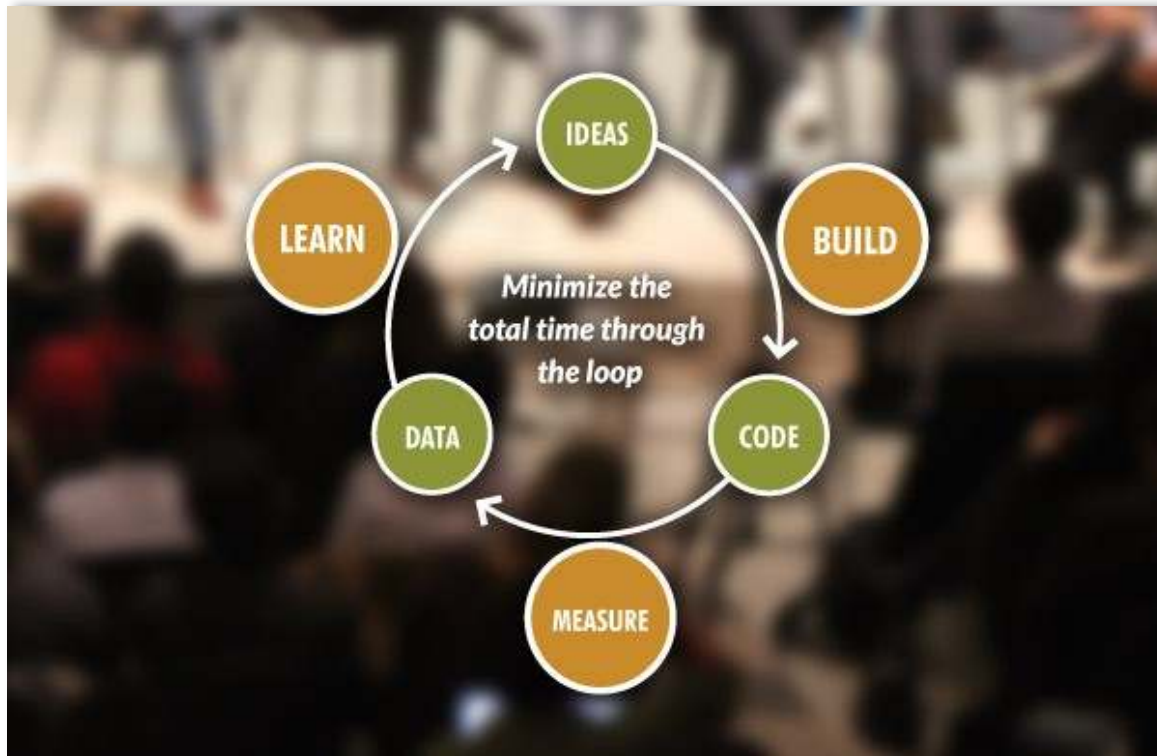 IDEAS
LEARN
BUILD
Minimize the
total time through
the loop
DATA
CODE
MEASURE